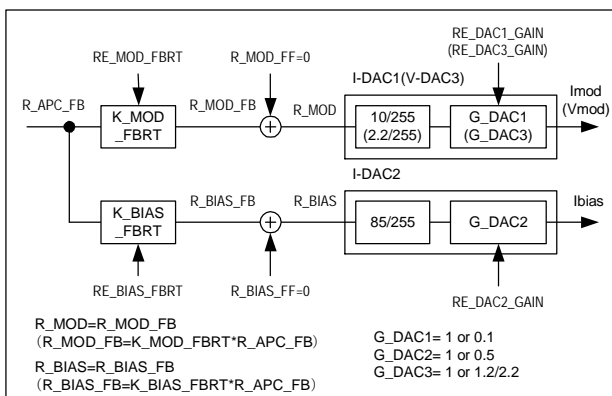 RE_DAC1_GAIN
(RE_DAC3_GAIN)
RE_MOD_FBRT
R_MOD_FF=0
I-DAC1(V-DAC3)
Imod
(Vmod)
R_APC_FB
K_MOD
_FBRT
R_MOD_FB
R_MOD
10/255
(2.2/255)
G_DAC1
(G_DAC3)
I-DAC2
K_BIAS
_FBRT
R_BIAS_FB
R_BIAS
85/255
G_DAC2
Ibias
RE_BIAS_FBRT
R_BIAS_FF=0
RE_DAC2_GAIN
R_MOD=R_MOD_FB
(R_MOD_FB=K_MOD_FBRT*R_APC_FB)
R_BIAS=R_BIAS_FB
(R_BIAS_FB=K_BIAS_FBRT*R_APC_FB)
G_DAC1= 1 or 0.1
G_DAC2= 1 or 0.5
G_DAC3= 1 or 1.2/2.2